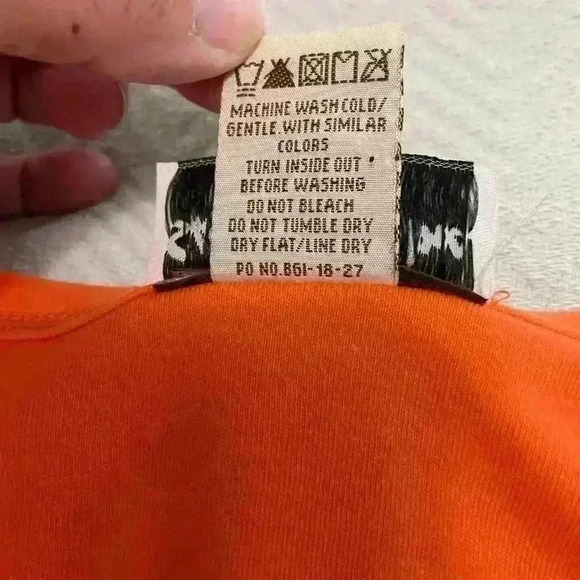 MACHINE WASH COLD/
GENTLE. WITH SIMILAR
COLORS
TURN INSIDE OUT
BEFORE WASHING
DO NOT BLEACH
DO NOT TUMBLE DRY
DRY FLAT/LINE DRY
PO NO.BGI-18-27